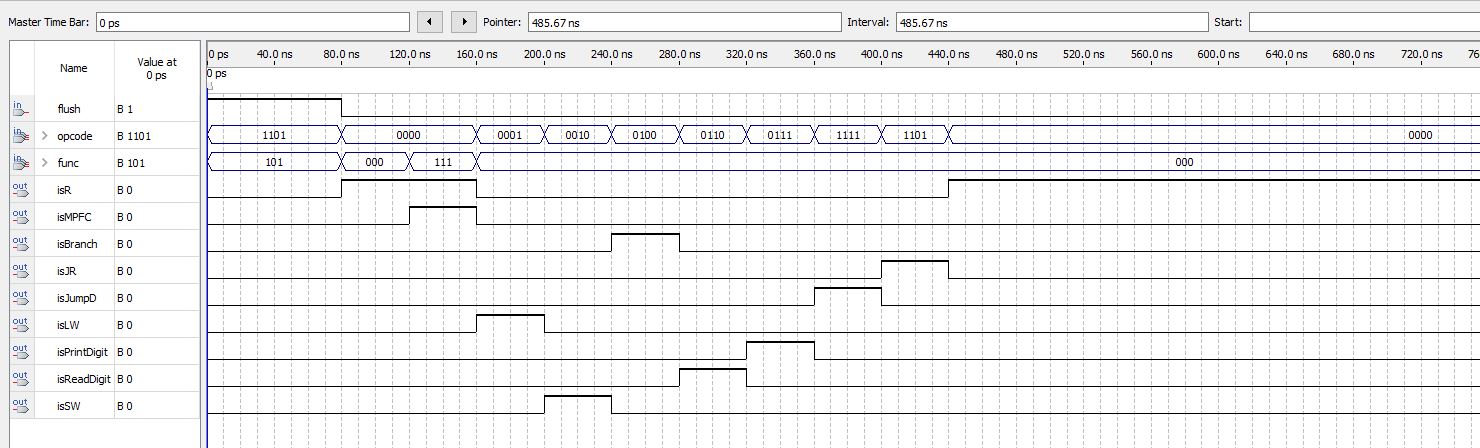 Master Time Bar: 0 ps Pointer: 485.67 ns Interval: 485.67 ns Start:
Name Value at 0 ps 0 ps 40.0 ns 80.0 ns 120.0 ns 160.0 ns 200.0 ns 240.0 ns 280.0 ns 320.0 ns 360.0 ns 400.0 ns 440.0 ns 480.0 ns 520.0 ns 560.0 ns 600.0 ns 640.0 ns 680.0 ns 720.0 ns 76
0 ps
in flush B 1
in opcode B 1101 1101 0000 0001 0010 0100 0110 0111 1111 1101 0000
in func B 101 101 000 111 000
out isR B 0
out isMPFC B 0
out isBranch B 0
out isJR B 0
out isJumpD B 0
out isLW B 0
out isPrintDigit B 0
out isReadDigit B 0
out isSW B 0